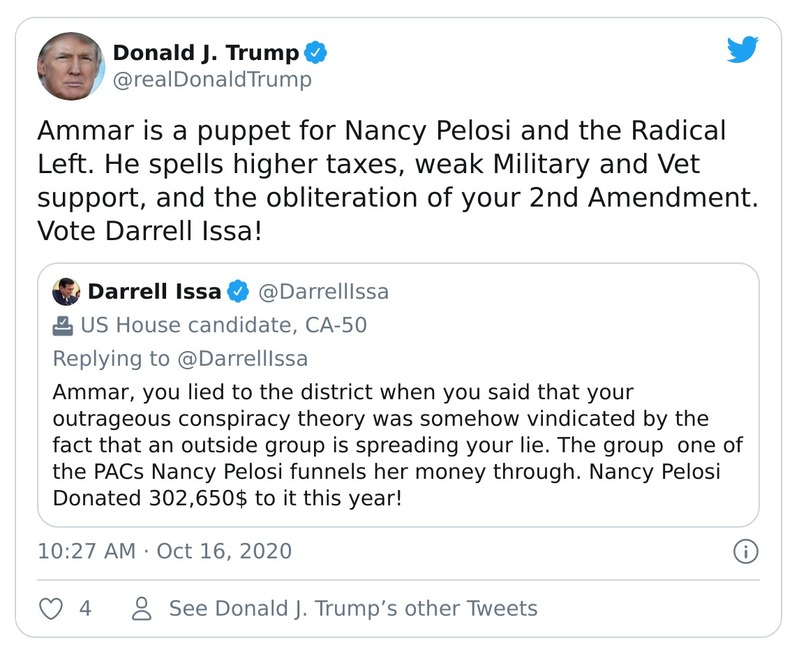 Donald J. Trump
@realDonaldTrump
Ammar is a puppet for Nancy Pelosi and the Radical
Left. He spells higher taxes, weak Military and Vet
support, and the obliteration of your 2nd Amendment.
Vote Darrell Issa!
Darrell Issa @DarrellIssa
US House candidate, CA-50
Replying to @DarrellIssa
Ammar, you lied to the district when you said that your
outrageous conspiracy theory was somehow vindicated by the
fact that an outside group is spreading your lie. The group  one of
the PACs Nancy Pelosi funnels her money through. Nancy Pelosi
Donated 302,650$ to it this year!
10:27 AM · Oct 16, 2020
4 See Donald J. Trump’s other Tweets